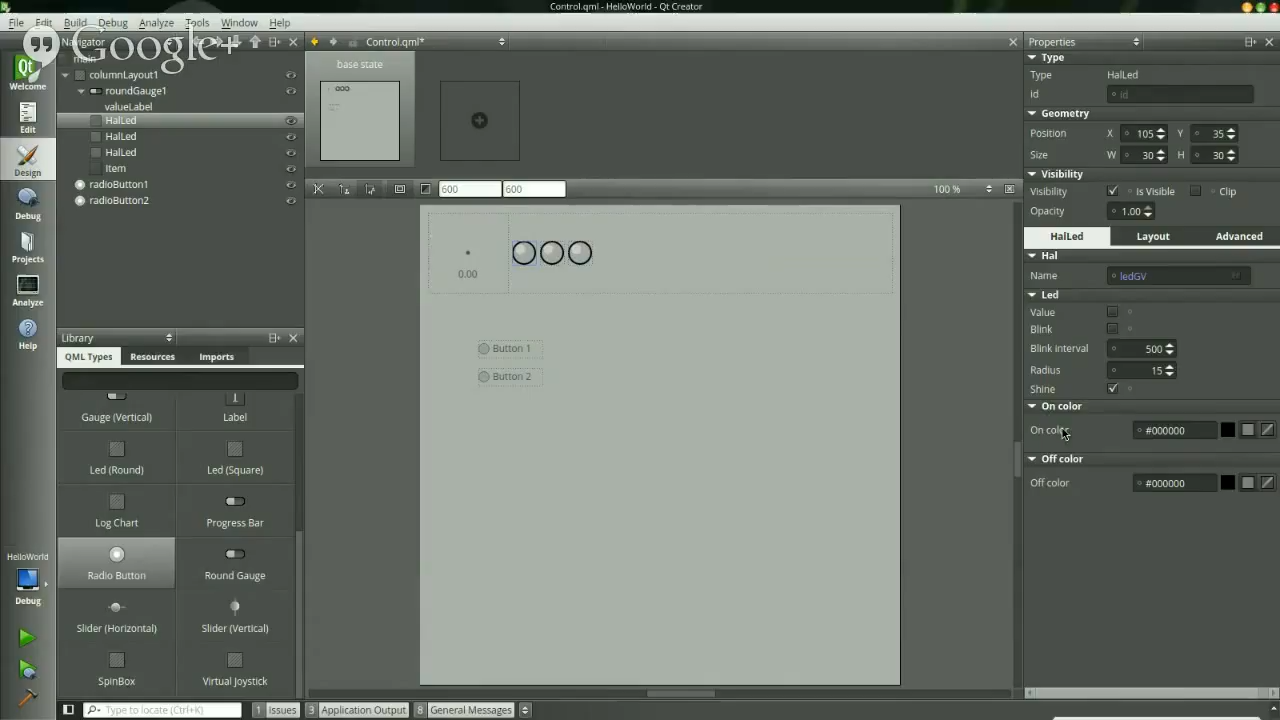 Control.qml - HelloWorld - Qt Creator
File Edit Build Debug Analyze Tools Window Help
Google+
Navigator
Control.qml*
Properties
main
columnLayout1
roundGauge1
valueLabel
HalLed
HalLed
HalLed
Item
radioButton1
radioButton2
Qt
Welcome
Edit
Design
Debug
Projects
Analyze
Help
HelloWorld
Debug
base state
600 600 100 %
0.00
Button 1
Button 2
Library
QML Types Resources Imports
Gauge (Vertical) Label
Led (Round) Led (Square)
Log Chart Progress Bar
Radio Button Round Gauge
Slider (Horizontal) Slider (Vertical)
SpinBox Virtual Joystick
Type
Type HalLed
id id
Geometry
Position X 105 Y 35
Size W 30 H 30
Visibility
Visibility Is Visible Clip
Opacity 1.00
HalLed Layout Advanced
Hal
Name ledGV
Led
Value
Blink
Blink interval 500
Radius 15
Shine
On color
On color #000000
Off color
Off color #000000
Type to locate (Ctrl+K) 1 Issues 3 Application Output 8 General Messages